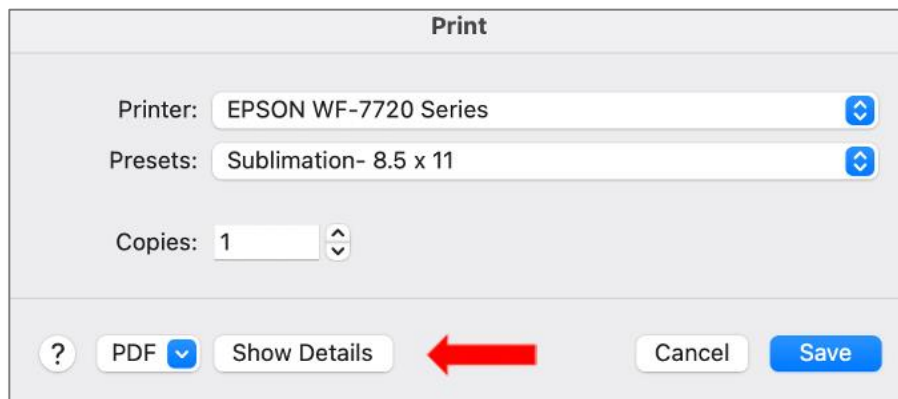 Print
Printer: EPSON WF-7720 Series
Presets: Sublimation- 8.5 x 11
Copies: 1
? PDF Show Details Cancel Save